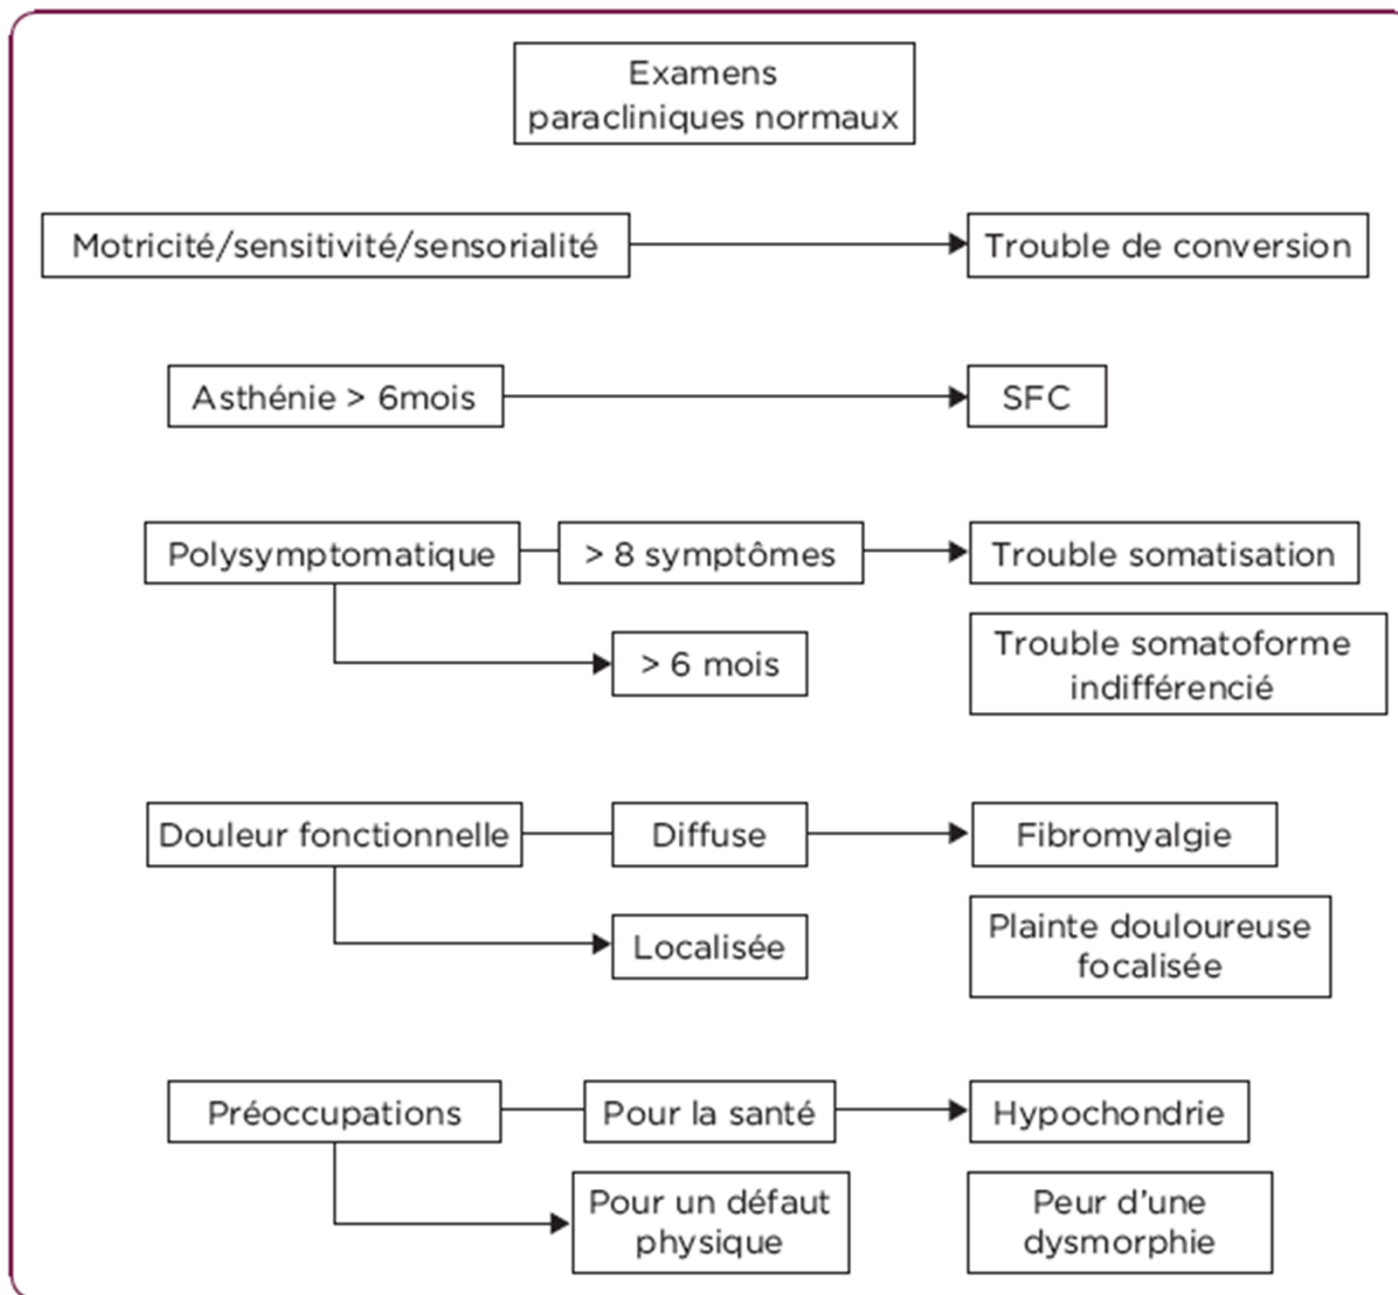 Examens
paracliniques normaux
Motricité/sensitivité/sensorialité
Trouble de conversion
Asthénie > 6mois
SFC
Polysymptomatique
> 8 symptômes
Trouble somatisation
> 6 mois
Trouble somatoforme
indifférencié
Douleur fonctionnelle
Diffuse
Fibromyalgie
Localisée
Plainte douloureuse
focalisée
Préoccupations
Pour la santé
Hypochondrie
Pour un défaut
physique
Peur d'une
dysmorphie